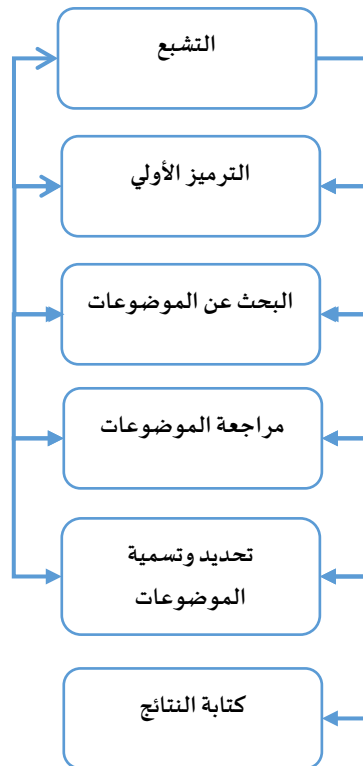 التشبع
الترميز الأولي
البحث عن الموضوعات
مراجعة الموضوعات
تحديد وتسمية
الموضوعات
كتابة النتائج